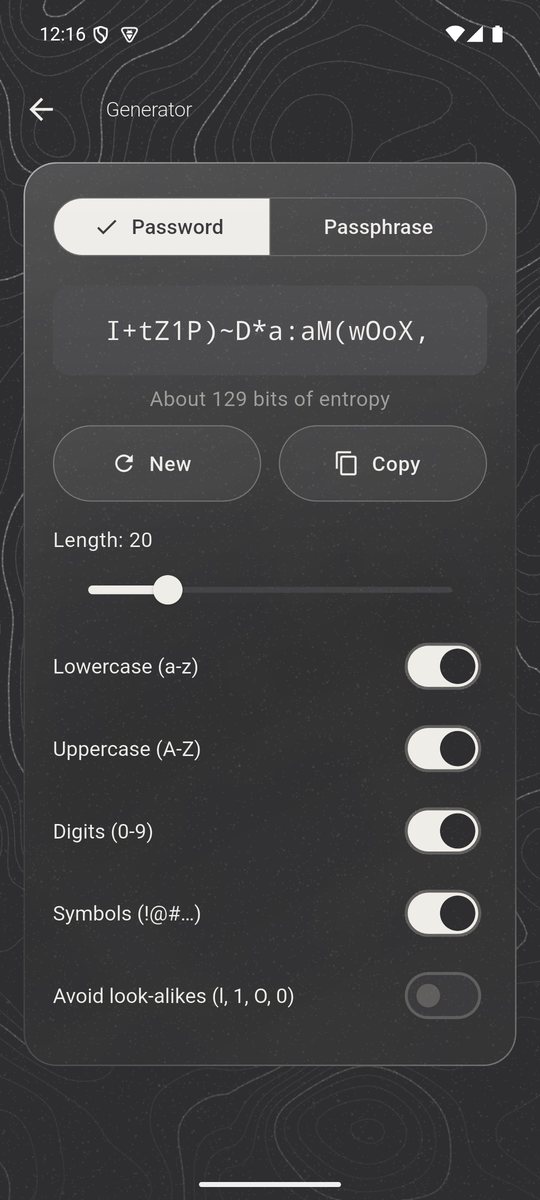 12:16
Generator
Password
Passphrase
I+tZ1P)~D*a:aM(wOoX,
About 129 bits of entropy
New
Copy
Length: 20
Lowercase (a-z)
Uppercase (A-Z)
Digits (0-9)
Symbols (!@#…)
Avoid look-alikes (l, 1, O, 0)